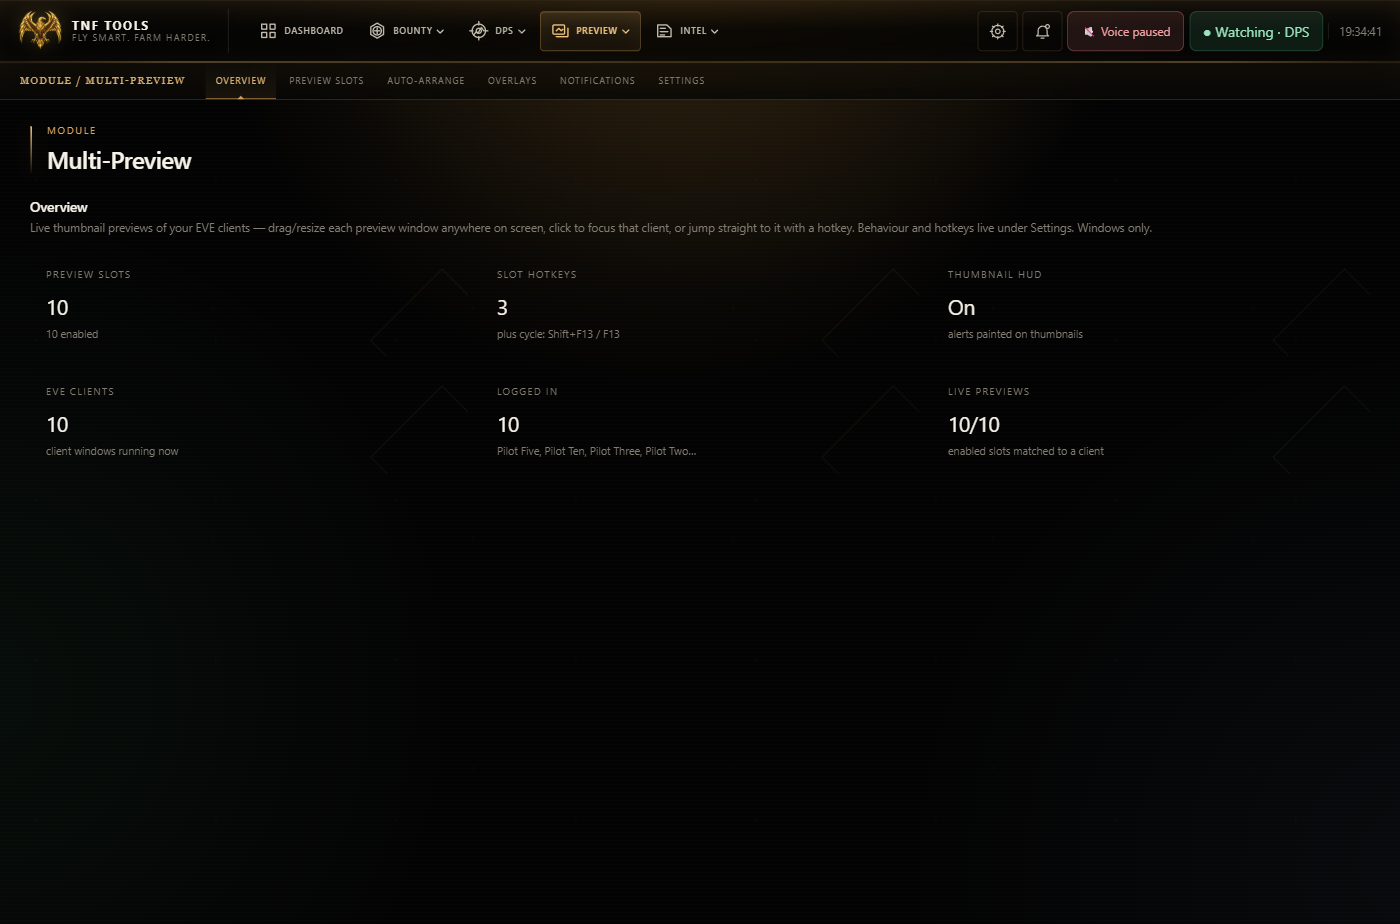 TNF TOOLS
FLY SMART. FARM HARDER.
DASHBOARD
BOUNTY
DPS
PREVIEW
INTEL
Voice paused
Watching · DPS
19:34:41
MODULE / MULTI-PREVIEW
OVERVIEW
PREVIEW SLOTS
AUTO-ARRANGE
OVERLAYS
NOTIFICATIONS
SETTINGS
MODULE
Multi-Preview
Overview
Live thumbnail previews of your EVE clients — drag/resize each preview window anywhere on screen, click to focus that client, or jump straight to it with a hotkey. Behaviour and hotkeys live under Settings. Windows only.
PREVIEW SLOTS
10
10 enabled
SLOT HOTKEYS
3
plus cycle: Shift+F13 / F13
THUMBNAIL HUD
On
alerts painted on thumbnails
EVE CLIENTS
10
client windows running now
LOGGED IN
10
Pilot Five, Pilot Ten, Pilot Three, Pilot Two...
LIVE PREVIEWS
10/10
enabled slots matched to a client